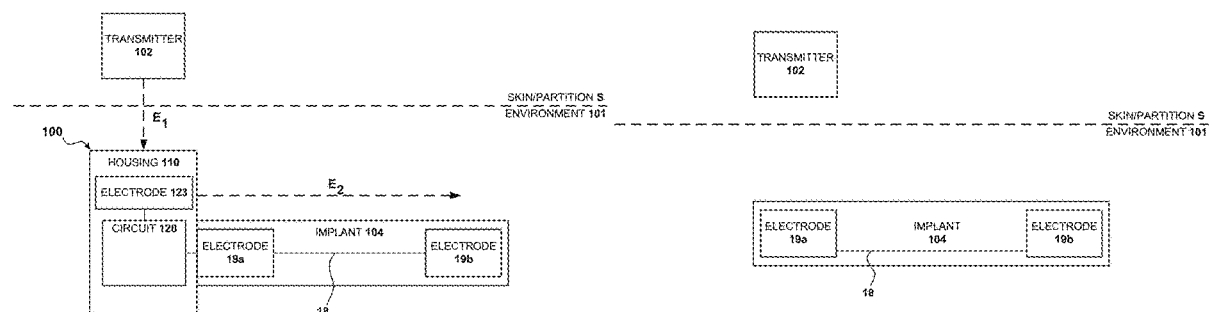 TRANSMITTER
102
SKIN/PARTITION S
ENVIRONMENT 101
E1
100
HOUSING 110
ELECTRODE 123
E2
CIRCUIT 128
ELECTRODE
19a
IMPLANT 104
ELECTRODE
19b
18
TRANSMITTER
102
SKIN/PARTITION S
ENVIRONMENT 101
ELECTRODE
19a
IMPLANT
104
ELECTRODE
19b
18